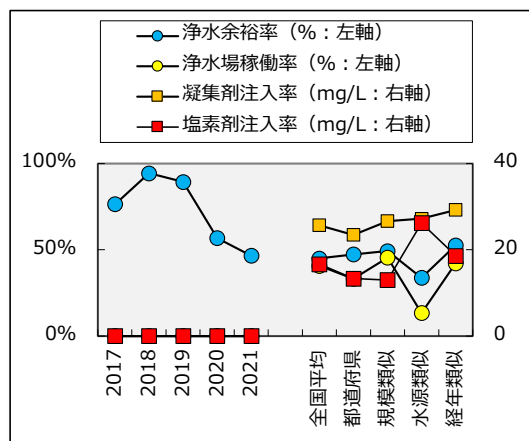 浄水余裕率（%：左軸）
浄水場稼働率（%：左軸）
凝集剤注入率（mg/L：右軸）
塩素剤注入率（mg/L：右軸）
100%
40
50%
20
0%
0
2017
2018
2019
2020
2021
全国平均
都道府県
規模類似
水源類似
経年類似